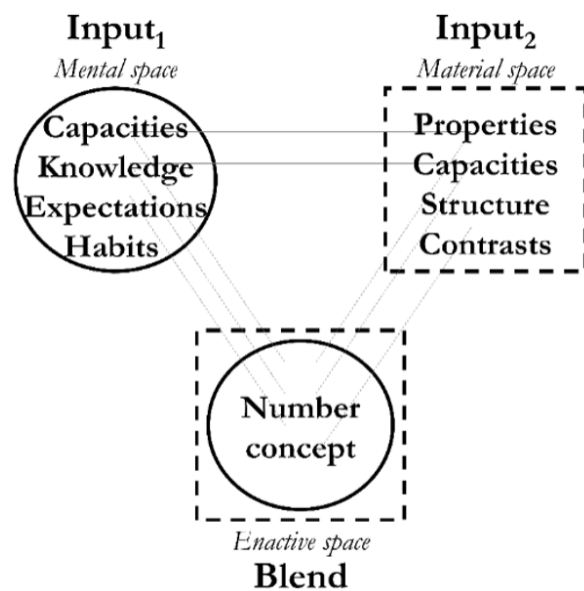 Input₁
Mental space
Capacities
Knowledge
Expectations
Habits
Input₂
Material space
Properties
Capacities
Structure
Contrasts
Number
concept
Enactive space
Blend